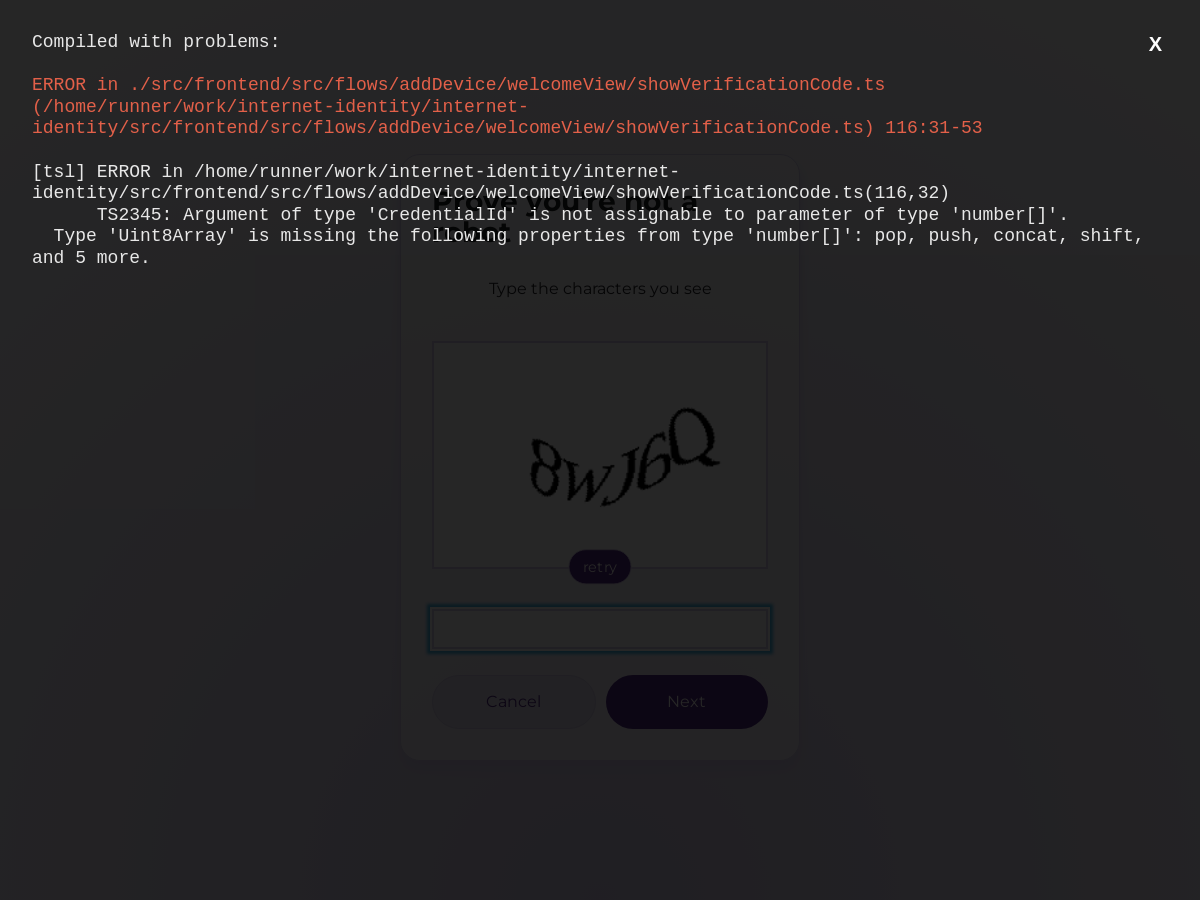 Compiled with problems:
X
ERROR in ./src/frontend/src/flows/addDevice/welcomeView/showVerificationCode.ts
(/home/runner/work/internet-identity/internet-
identity/src/frontend/src/flows/addDevice/welcomeView/showVerificationCode.ts) 116:31-53
[tsl] ERROR in /home/runner/work/internet-identity/internet-
identity/src/frontend/src/flows/addDevice/welcomeView/showVerificationCode.ts(116,32)
TS2345: Argument of type 'CredentialId' is not assignable to parameter of type 'number[]'.
Type 'Uint8Array' is missing the following properties from type 'number[]': pop, push, concat, shift,
and 5 more.
Prove you're not a
robot
Type the characters you see
8WJ6Q
retry
Cancel
Next